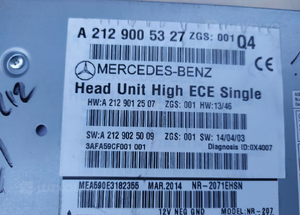 A 212 900 53 27 ZGS: 001 Q4
MERCEDES-BENZ
Head Unit High ECE Single
HW:A 212 901 25 07 ZGS: 001 HW:13/46
SW:A 212 902 50 09 ZGS: 001 SW: 14/04/03
3AFA59CF001 001 Diagnosis ID:0X4007
MEA590E3182355 MAR.2014 NR-2071EHSN
12V NEG GND MODEL:NR-207